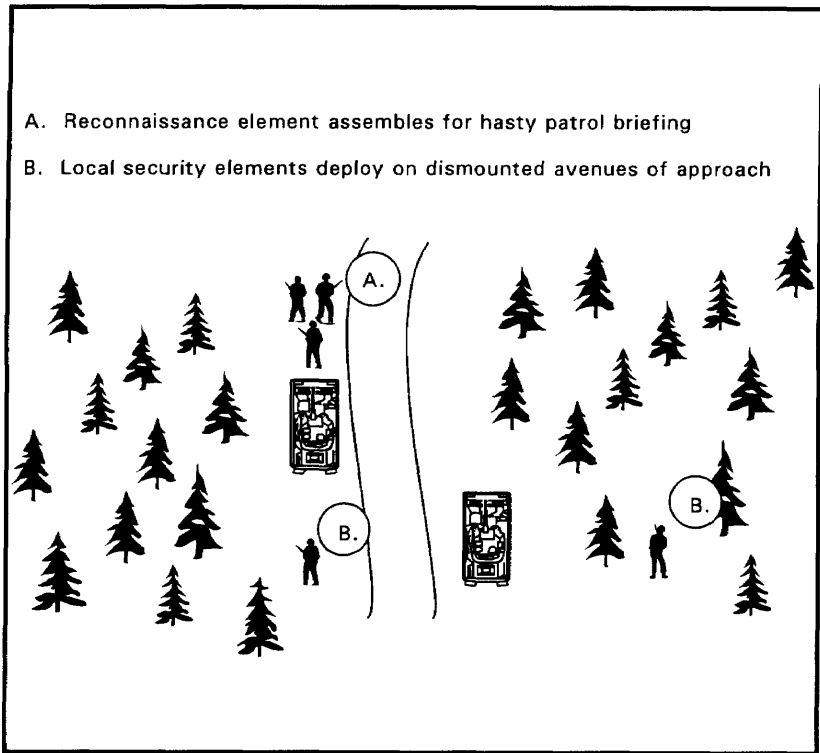 A. Reconnaissance element assembles for hasty patrol briefing
B. Local security elements deploy on dismounted avenues of approach
A.
B.
B.